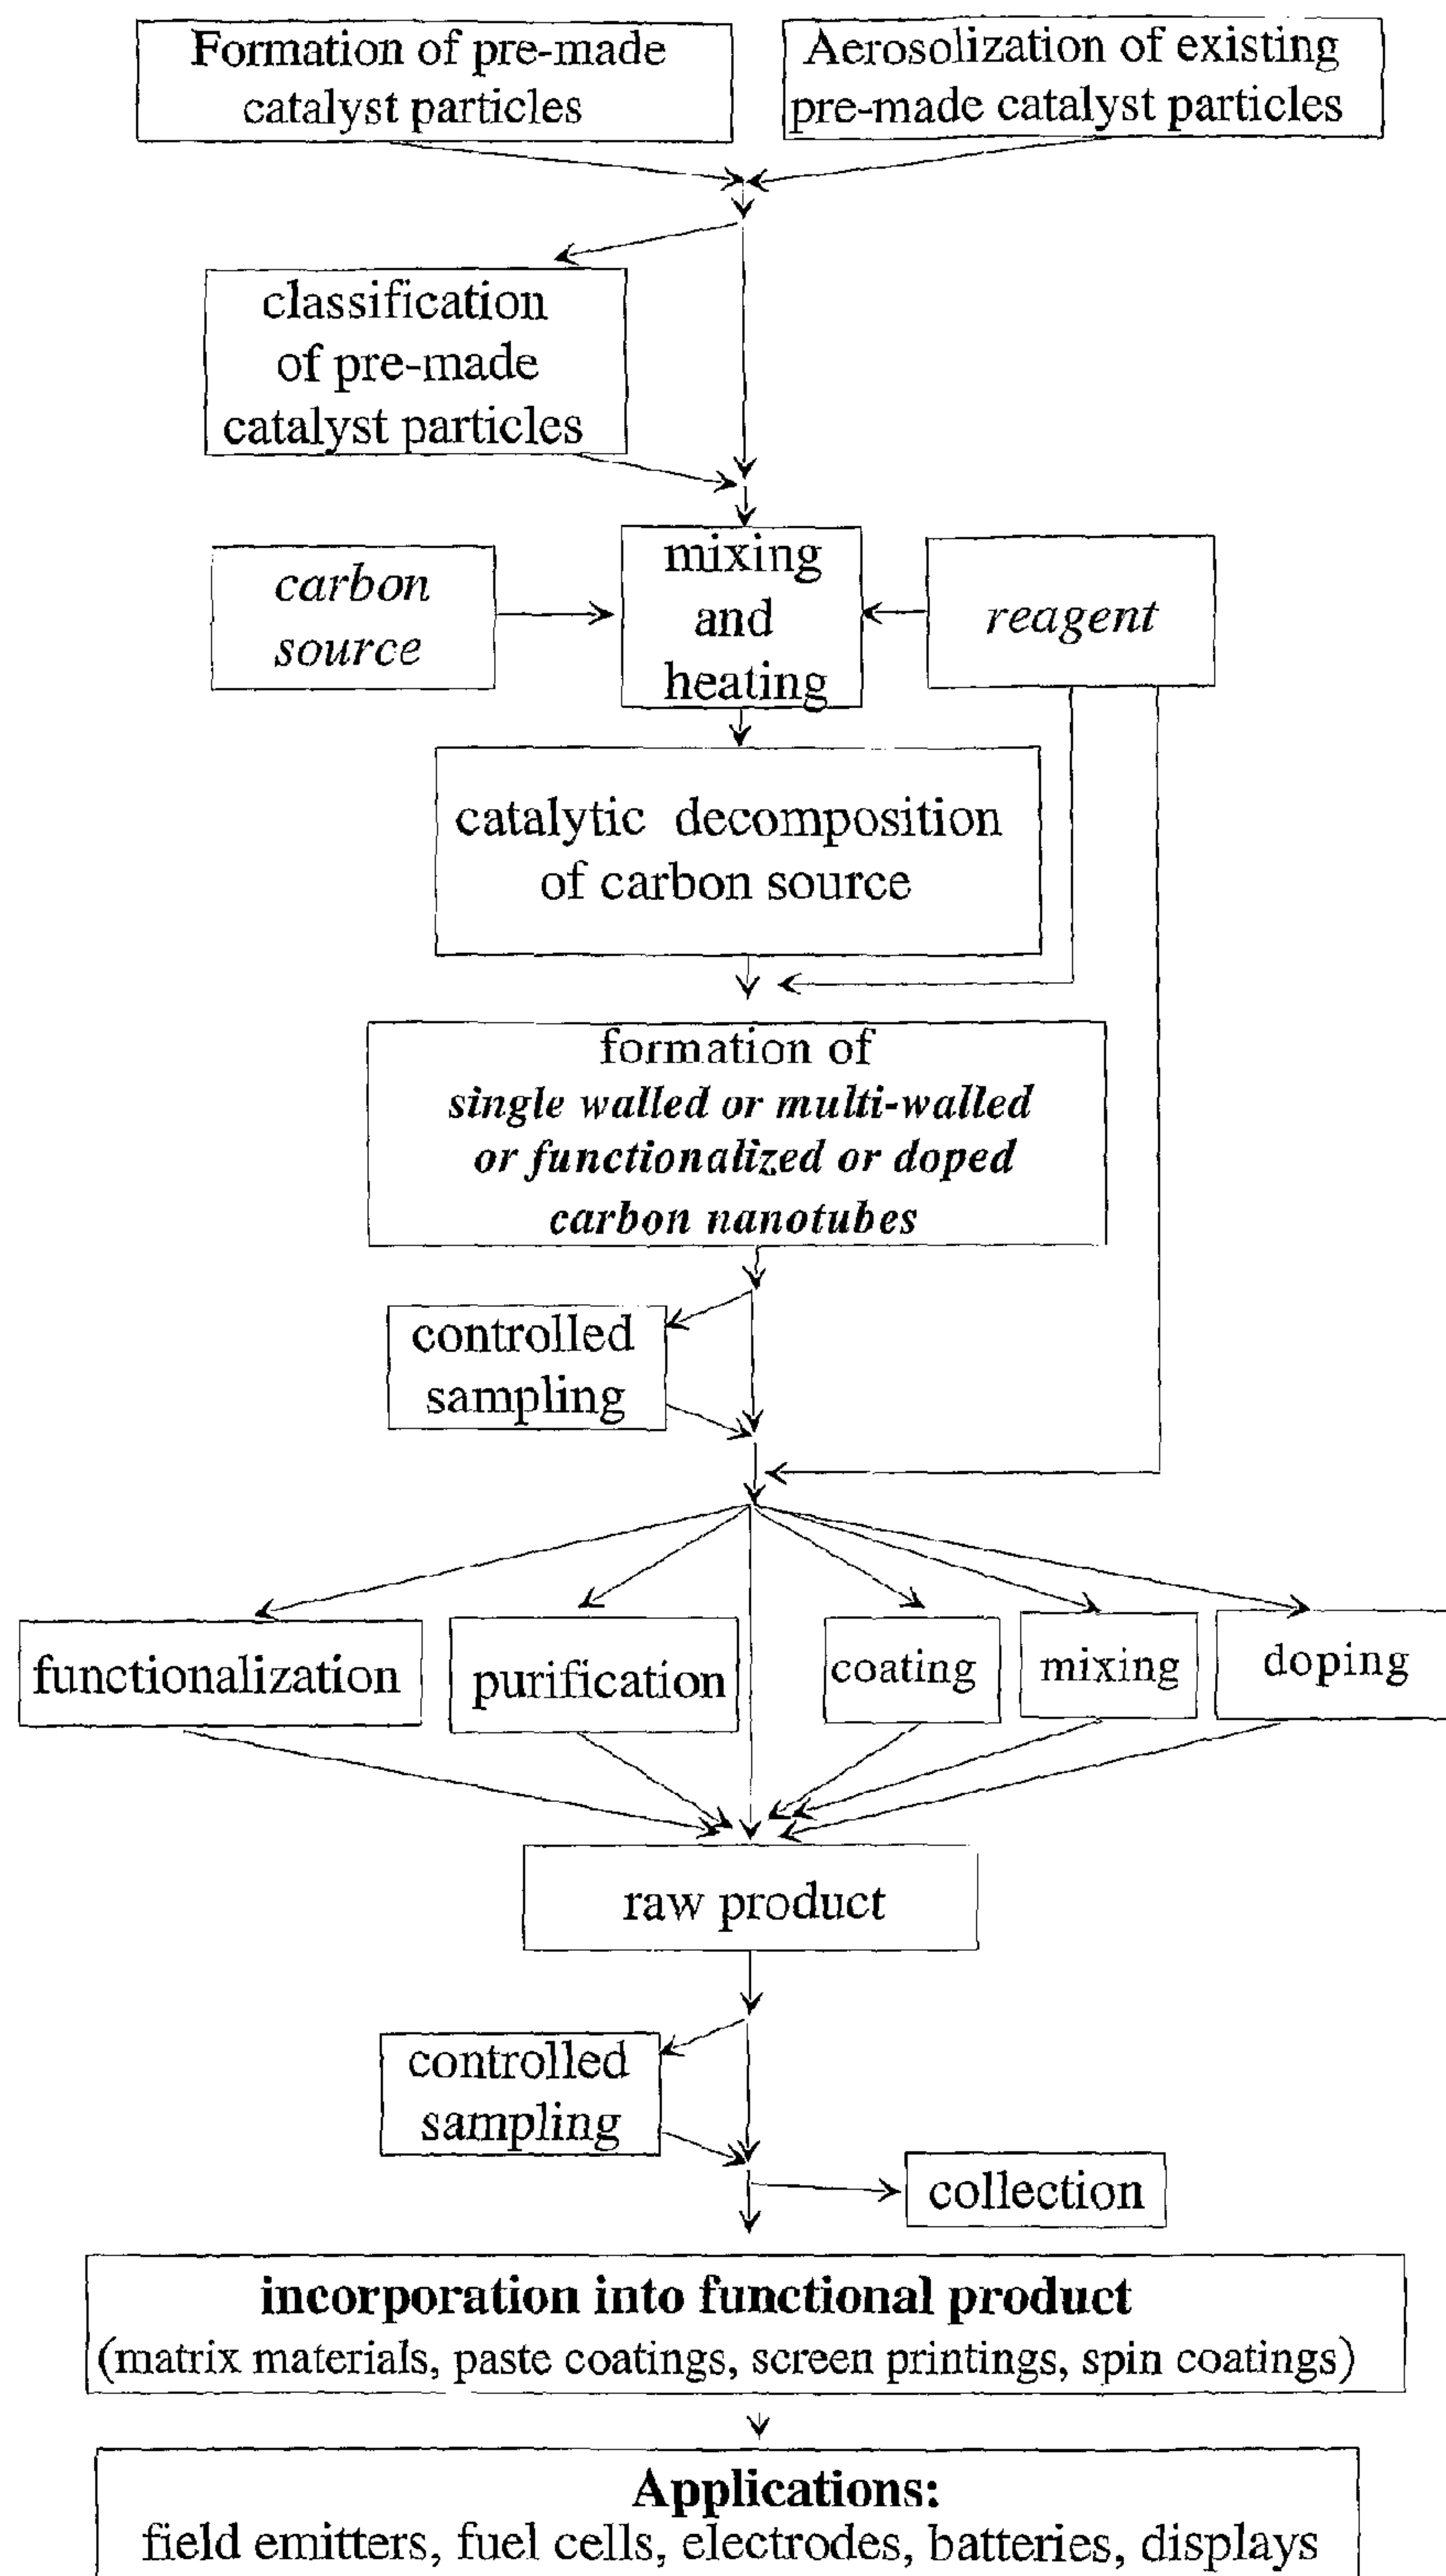 Formation of pre-made
catalyst particles
Aerosolization of existing
pre-made catalyst particles
classification
of pre-made
catalyst particles
carbon
source
mixing
and
heating
reagent
catalytic decomposition
of carbon source
formation of
single walled or multi-walled
or functionalized or doped
carbon nanotubes
controlled
sampling
functionalization
purification
coating
mixing
doping
raw product
controlled
sampling
collection
incorporation into functional product
(matrix materials, paste coatings, screen printings, spin coatings)
Applications:
field emitters, fuel cells, electrodes, batteries, displays